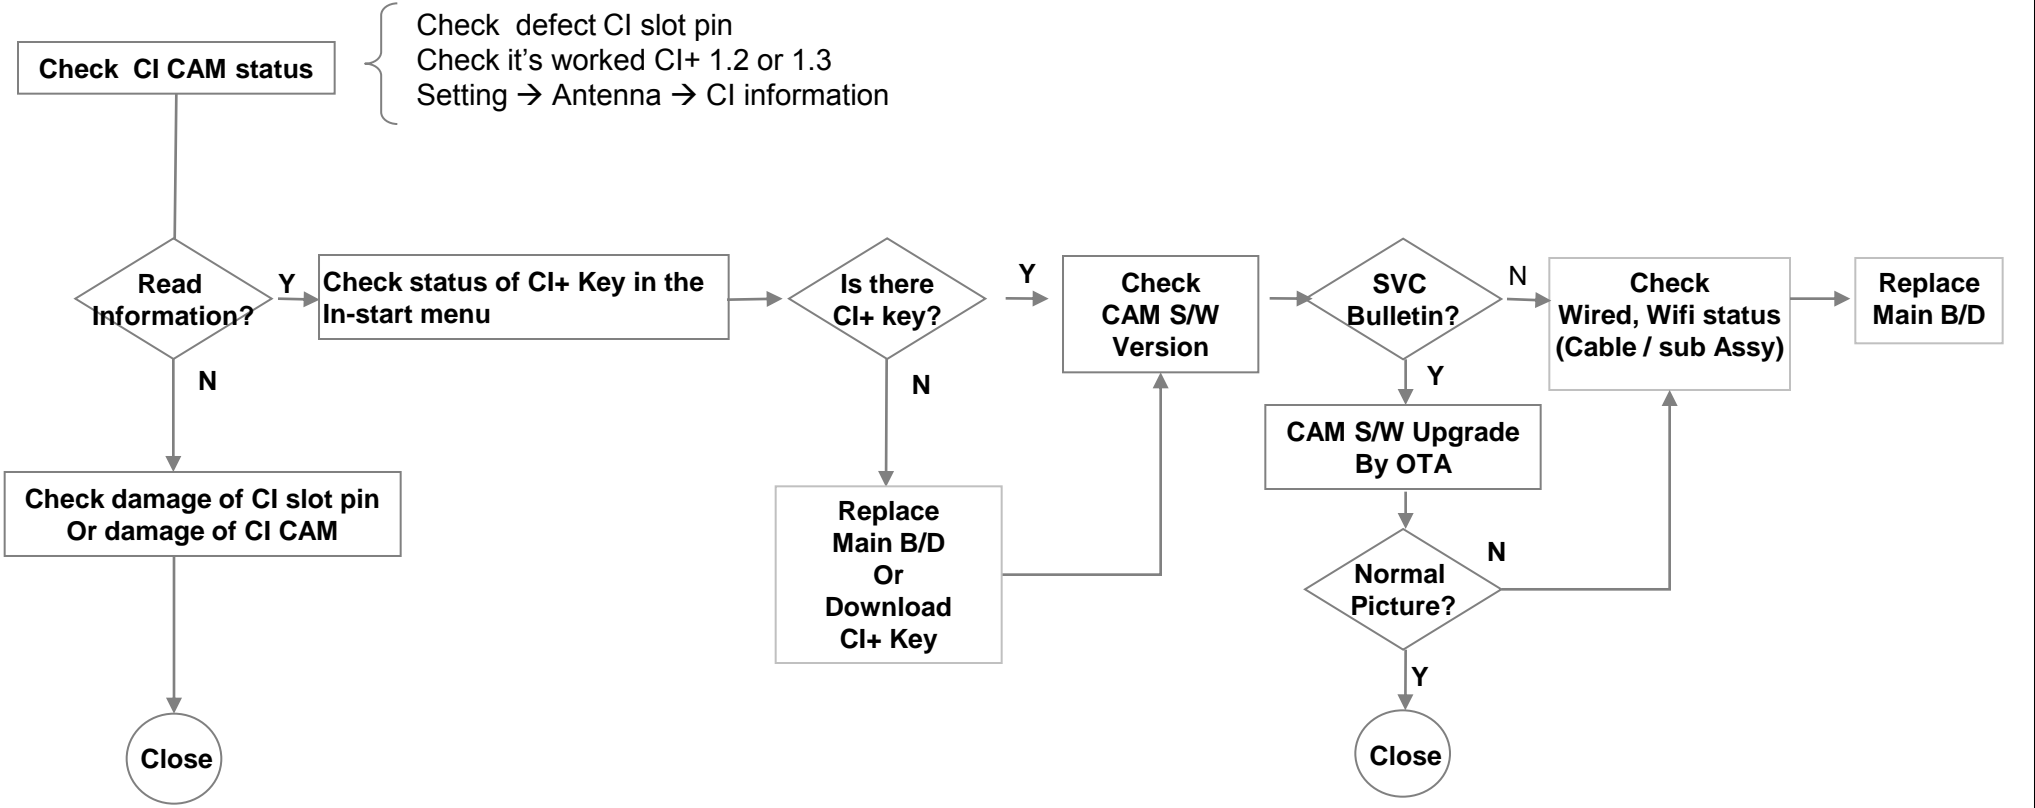 Check  defect CI slot pin
Check it's worked CI+ 1.2 or 1.3
Setting → Antenna → CI information
Check  CI CAM status
Read
Information?
Y
N
Check status of CI+ Key in the
In-start menu
Is there
CI+ key?
Y
N
Check
CAM S/W
Version
SVC
Bulletin?
N
Y
Check
Wired, Wifi status
(Cable / sub Assy)
Replace
Main B/D
Check damage of CI slot pin
Or damage of CI CAM
Close
Replace
Main B/D
Or
Download
CI+ Key
CAM S/W Upgrade
By OTA
Normal
Picture?
N
Y
Close